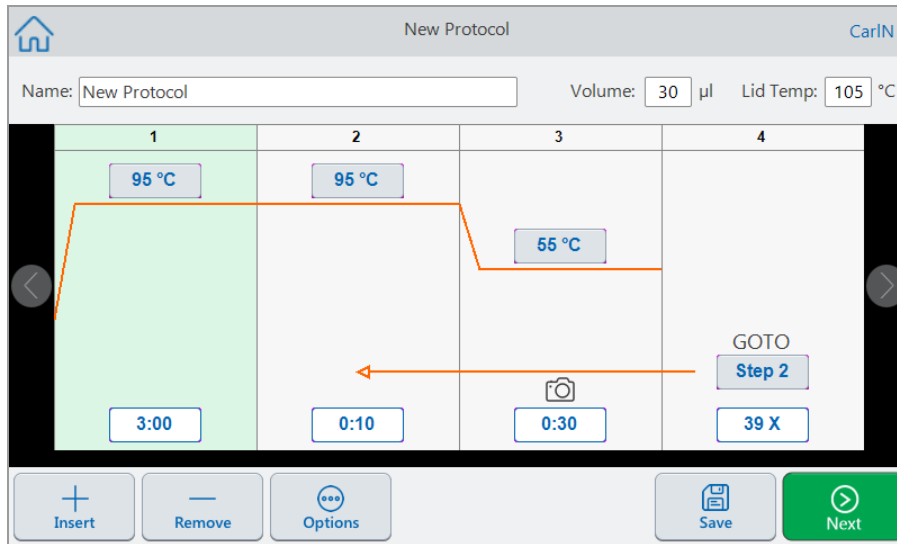 New Protocol
CarlN
Name: New Protocol Volume: 30 µl Lid Temp: 105 °C
1 2 3 4
95 °C 95 °C
55 °C
GOTO
Step 2
3:00 0:10 0:30 39 X
Insert Remove Options Save Next